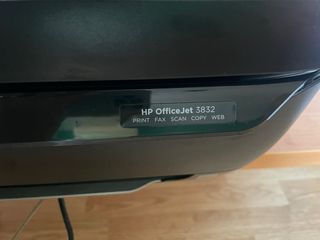 HP OfficeJet 3832
PRINT FAX SCAN COPY WEB